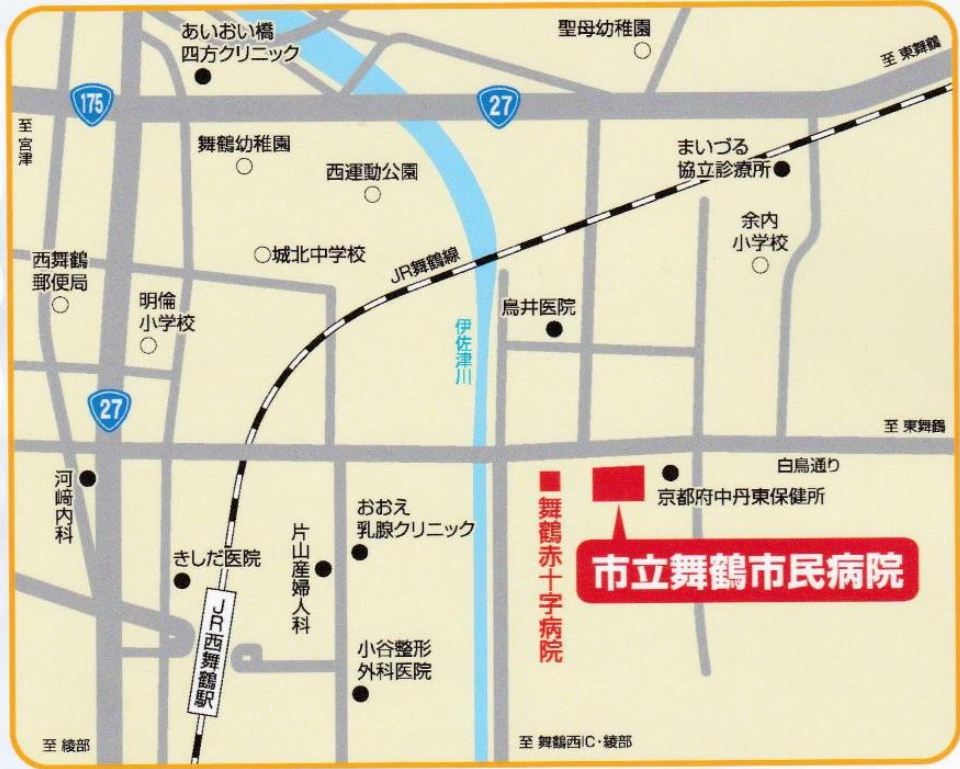 あいおい橋
四方クリニック
聖母幼稚園
至 東舞鶴
175
27
至 宮津
舞鶴幼稚園
西運動公園
まいづる
協立診療所
余内
小学校
城北中学校
JR舞鶴線
西舞鶴
郵便局
明倫
小学校
鳥井医院
伊佐津川
27
至 東舞鶴
白鳥通り
京都府中丹東保健所
河﨑内科
おおえ
乳腺クリニック
片山産婦人科
きしだ医院
舞鶴赤十字病院
市立舞鶴市民病院
JR西舞鶴駅
小谷整形
外科医院
至 綾部
至 舞鶴西IC・綾部